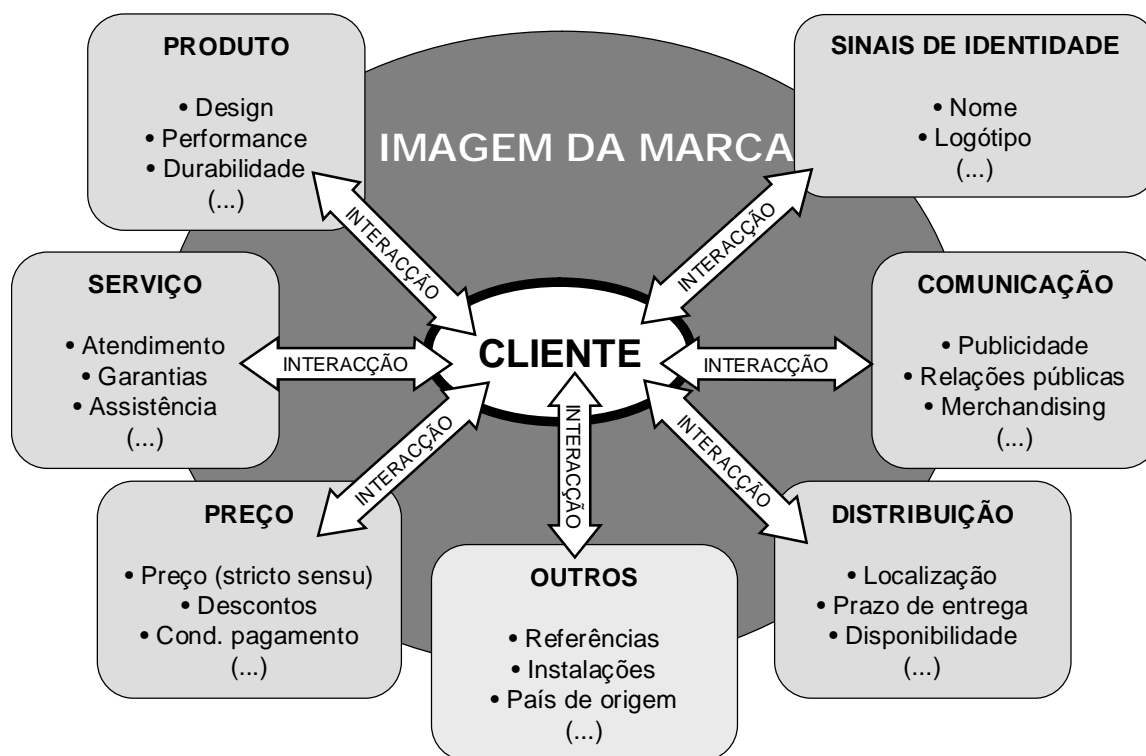 PRODUTO
• Design
• Performance
• Durabilidade
(...)
SINAIS DE IDENTIDADE
• Nome
• Logótipo
(...)
IMAGEM DA MARCA
INTERACÇÃO
INTERACÇÃO
SERVIÇO
• Atendimento
• Garantias
• Assistência
(...)
INTERACÇÃO
CLIENTE
INTERACÇÃO
COMUNICAÇÃO
• Publicidade
• Relações públicas
• Merchandising
(...)
INTERACÇÃO
INTERACÇÃO
INTERACÇÃO
PREÇO
• Preço (stricto sensu)
• Descontos
• Cond. pagamento
(...)
OUTROS
• Referências
• Instalações
• País de origem
(...)
DISTRIBUIÇÃO
• Localização
• Prazo de entrega
• Disponibilidade
(...)